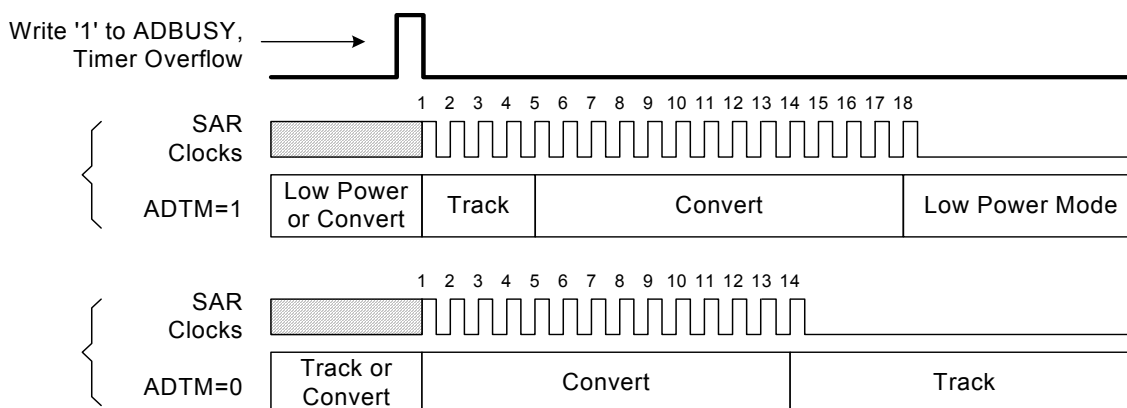 Write '1' to ADBUSY,
Timer Overflow
1 2 3 4 5 6 7 8 9 10 11 12 13 14 15 16 17 18
SAR
Clocks
ADTM=1
Low Power
or Convert
Track
Convert
Low Power Mode
1 2 3 4 5 6 7 8 9 10 11 12 13 14
SAR
Clocks
ADTM=0
Track or
Convert
Convert
Track